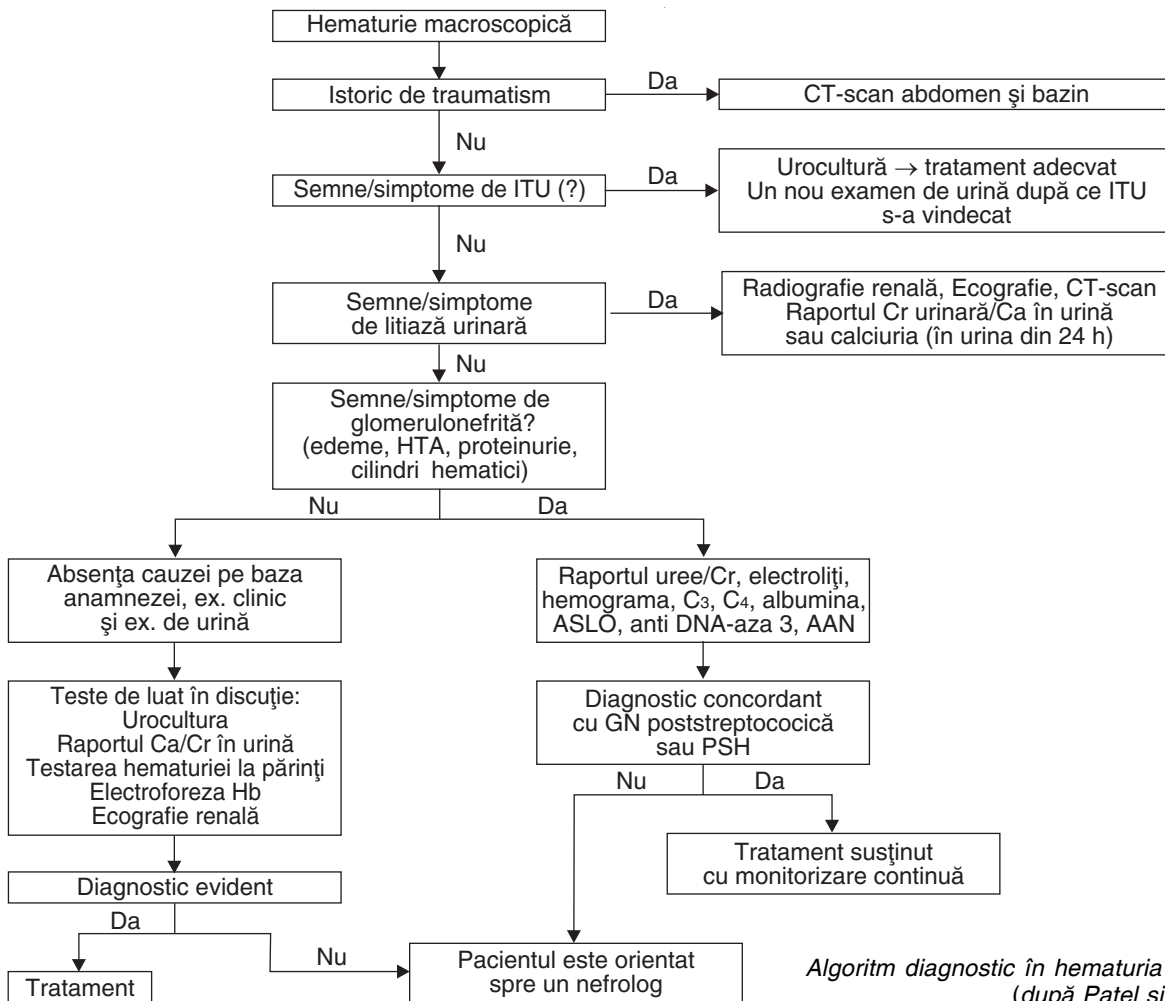 Hematurie macroscopică
Istoric de traumatism
Da
CT-scan abdomen şi bazin
Nu
Semne/simptome de ITU (?)
Da
Urocultură → tratament adecvat
Un nou examen de urină după ce ITU
s-a vindecat
Nu
Semne/simptome
de litiază urinară
Da
Radiografie renală, Ecografie, CT-scan
Raportul Cr urinară/Ca în urină
sau calciuria (în urina din 24 h)
Nu
Semne/simptome de
glomerulonefrită?
(edeme, HTA, proteinurie,
cilindri hematici)
Nu
Da
Absenţa cauzei pe baza
anamnezei, ex. clinic
şi ex. de urină
Raportul uree/Cr, electroliţi,
hemograma, C3, C4, albumina,
ASLO, anti DNA-aza 3, AAN
Teste de luat în discuţie:
Urocultura
Raportul Ca/Cr în urină
Testarea hematuriei la părinţi
Electroforeza Hb
Ecografie renală
Diagnostic concordant
cu GN poststreptococică
sau PSH
Nu
Da
Tratament susţinut
cu monitorizare continuă
Diagnostic evident
Da
Nu
Tratament
Pacientul este orientat
spre un nefrolog
Algoritm diagnostic în hematuria
(după Patel şi